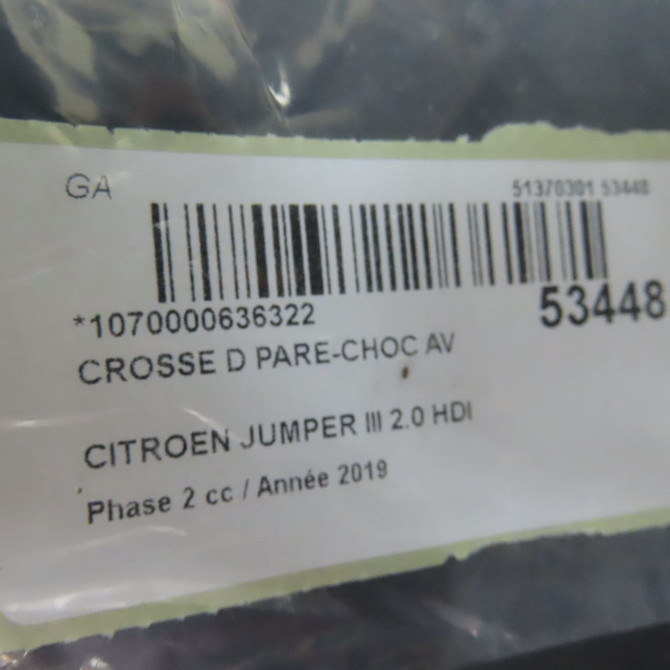 GA
51370301 53448
*1070000636322
53448
CROSSE D PARE-CHOC AV
CITROEN JUMPER III 2.0 HDI
Phase 2 cc / Année 2019